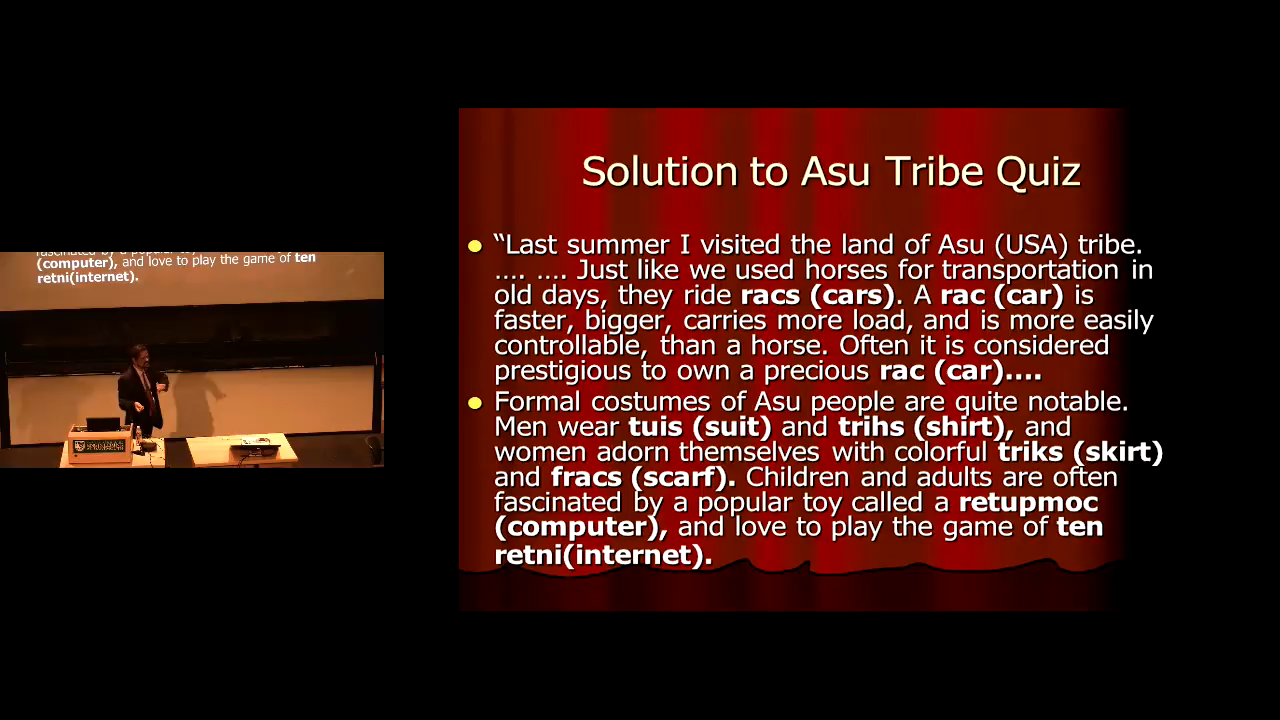 Solution to Asu Tribe Quiz
“Last summer I visited the land of Asu (USA) tribe.
.... .... Just like we used horses for transportation in
old days, they ride racs (cars). A rac (car) is
faster, bigger, carries more load, and is more easily
controllable, than a horse. Often it is considered
prestigious to own a precious rac (car)....
Formal costumes of Asu people are quite notable.
Men wear tuis (suit) and trihs (shirt), and
women adorn themselves with colorful triks (skirt)
and fracs (scarf). Children and adults are often
fascinated by a popular toy called a retupmoc
(computer), and love to play the game of ten
retni(internet).
(computer), and love to play the game of ten
retni(internet).